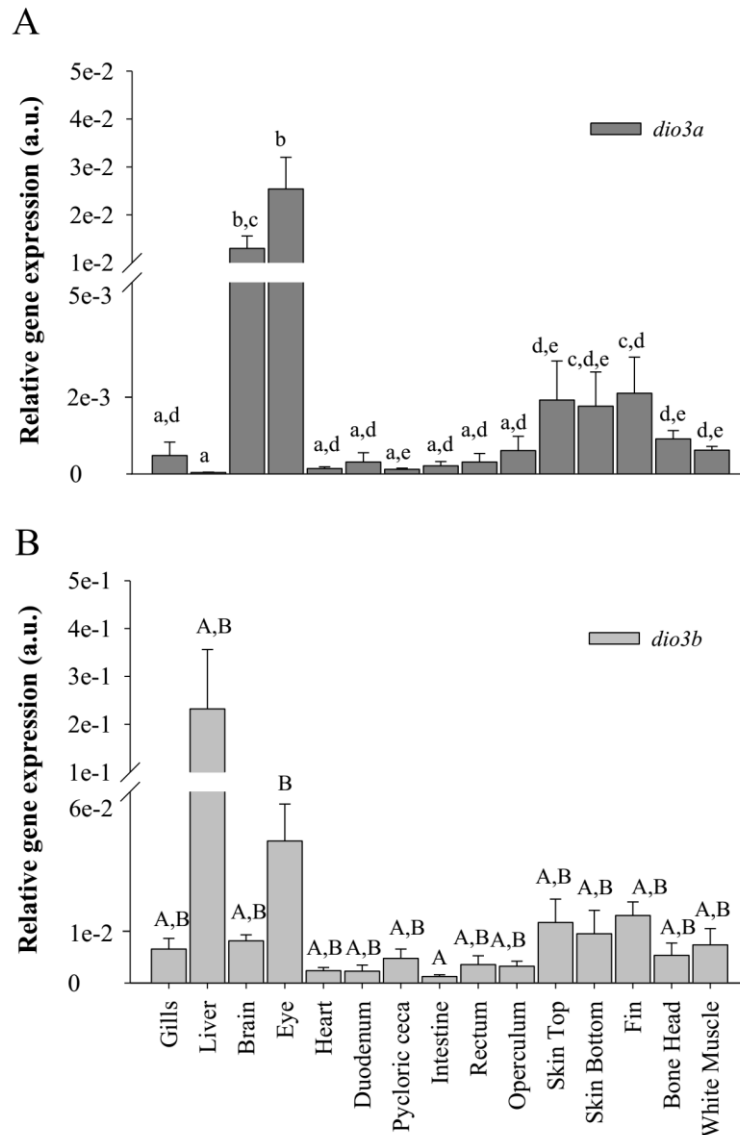 A
Relative gene expression (a.u.)
5e-2
4e-2
3e-2
2e-2
1e-2
5e-3
2e-3
0
dio3a
a,d
a
b,c
b
a,d
a,d
a,e
a,d
a,d
a,d
d,e
c,d,e
c,d
d,e
d,e
B
Relative gene expression (a.u.)
5e-1
4e-1
3e-1
2e-1
1e-1
6e-2
1e-2
0
dio3b
A,B
A,B
A,B
B
A,B
A,B
A,B
A
A,B
A,B
A,B
A,B
A,B
A,B
A,B
Gills
Liver
Brain
Eye
Heart
Duodenum
Pycloric ceca
Intestine
Rectum
Operculum
Skin Top
Skin Bottom
Fin
Bone Head
White Muscle